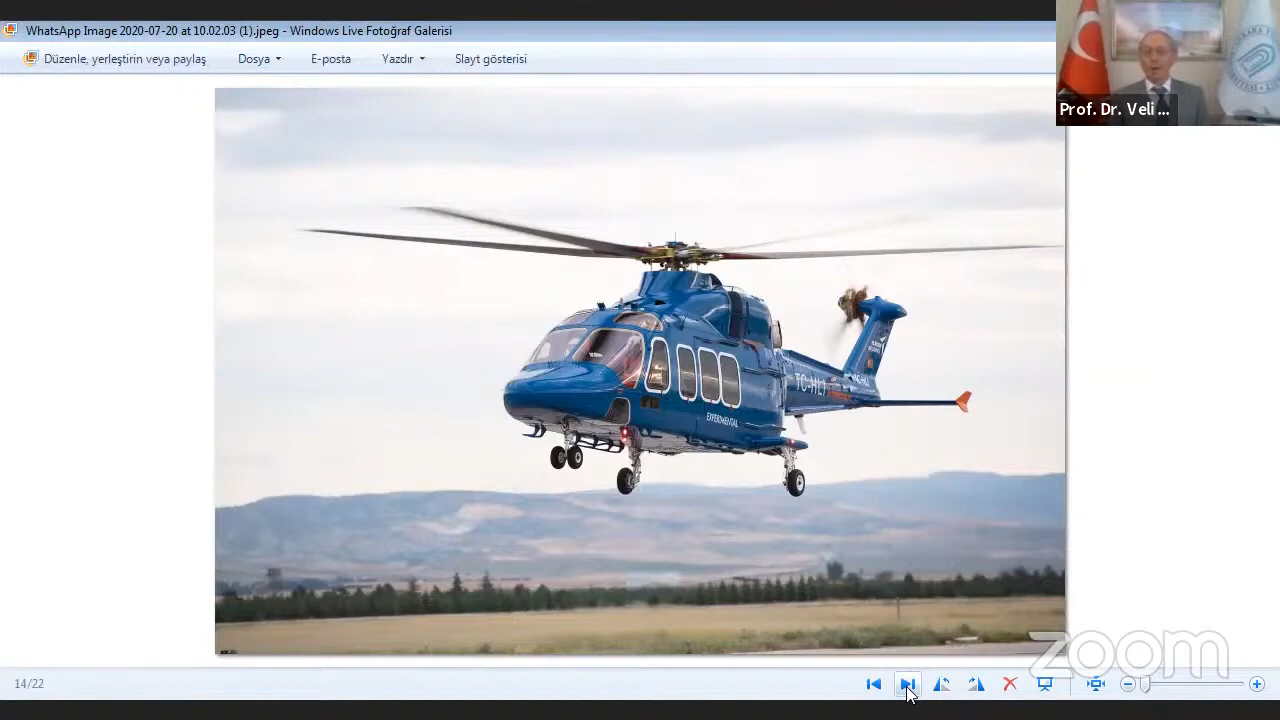 WhatsApp Image 2020-07-20 at 10.02.03 (1).jpeg - Windows Live Fotoğraf Galerisi
Düzenle, yerleştirin veya paylaş Dosya E-posta Yazdır Slayt gösterisi
Prof. Dr. Veli ...
TC-HLT
EXPERIMENTAL
zoom
14/22